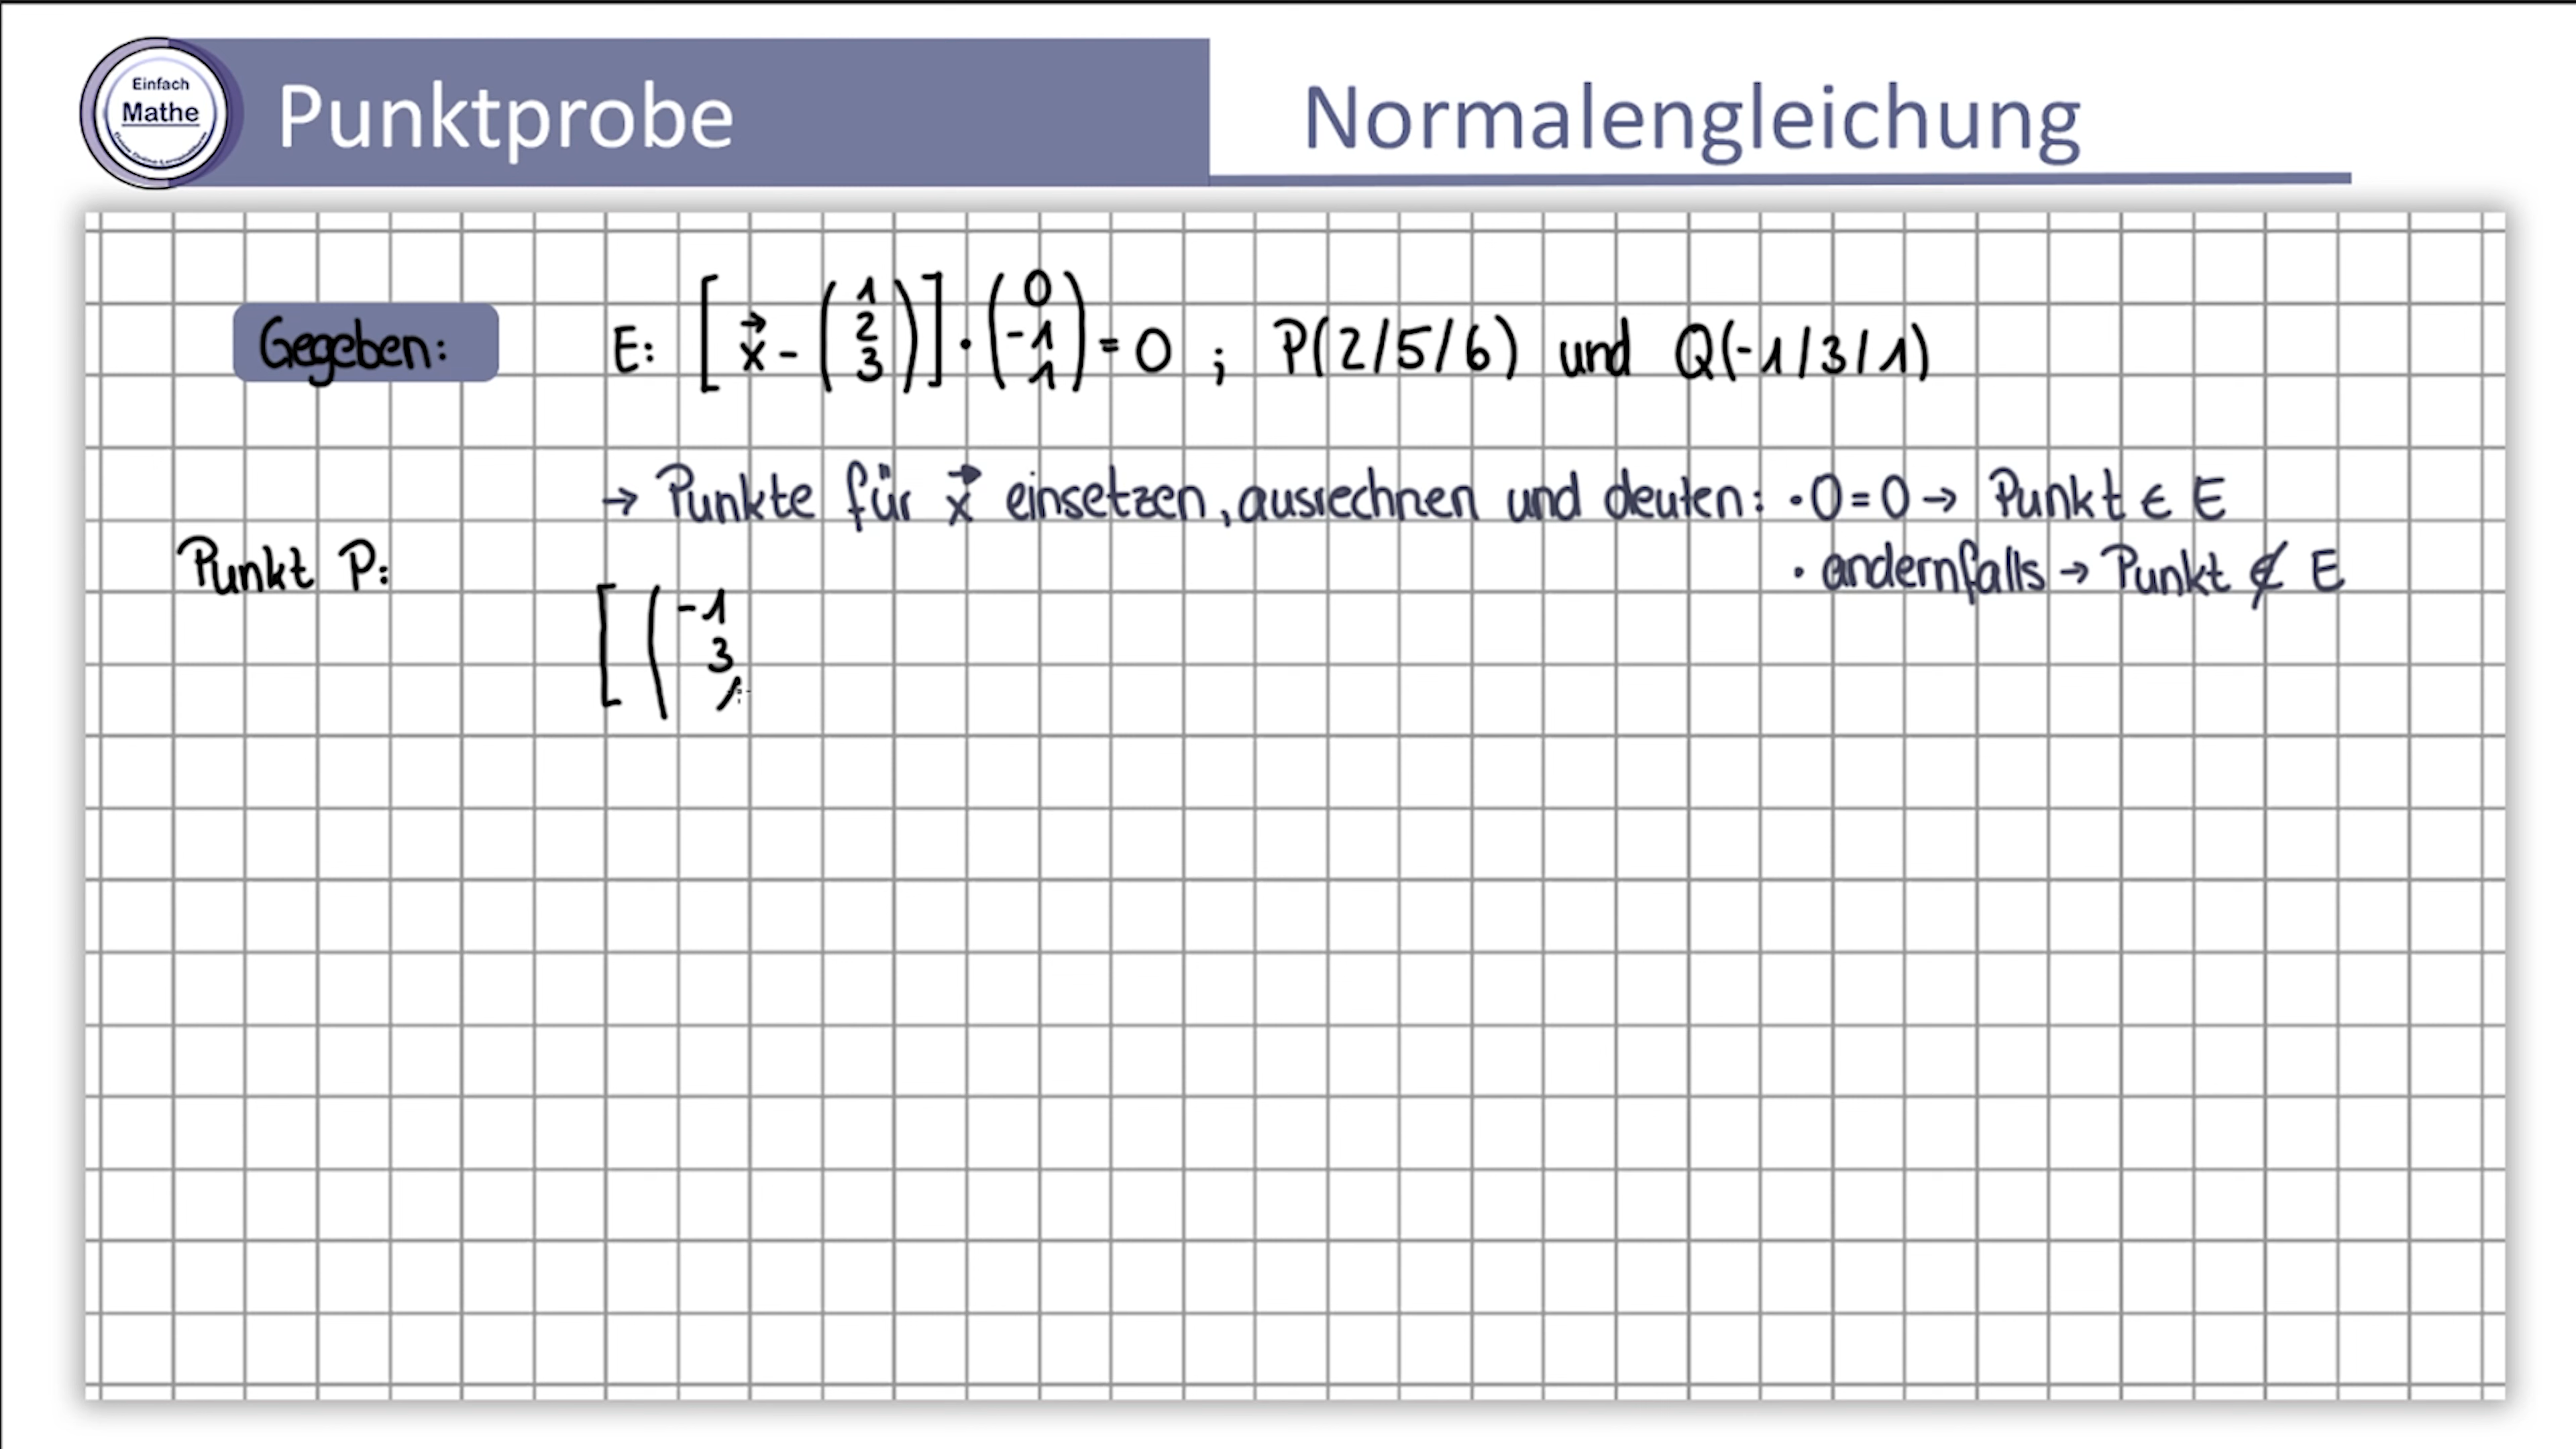 Einfach
Mathe
Punktprobe
Normalengleichung
Gegeben: E: [x⃗ - (1 2 3)] · (0 -1 1) = 0 ; P(2/5/6) und Q(-1/3/1)
→ Punkte für x⃗ einsetzen, ausrechnen und deuten: · 0=0 → Punkt ∈ E
· andernfalls → Punkt ∉ E
Punkt P:
[ ( -1
3
1